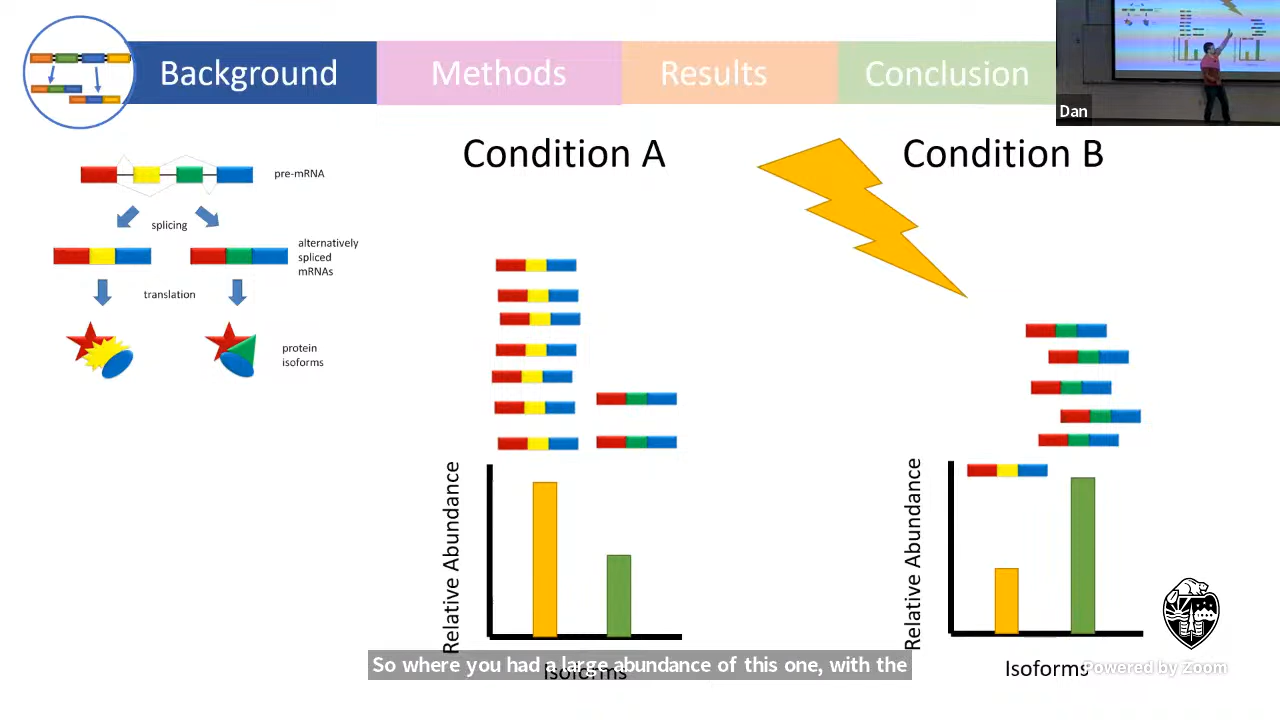 Background
Methods
Results
Conclusion
Dan
Condition A
Condition B
pre-mRNA
splicing
alternatively
spliced
mRNAs
translation
protein
isoforms
Relative Abundance
Isoforms
Relative Abundance
Isoforms
So where you had a large abundance of this one, with the
Powered by Zoom